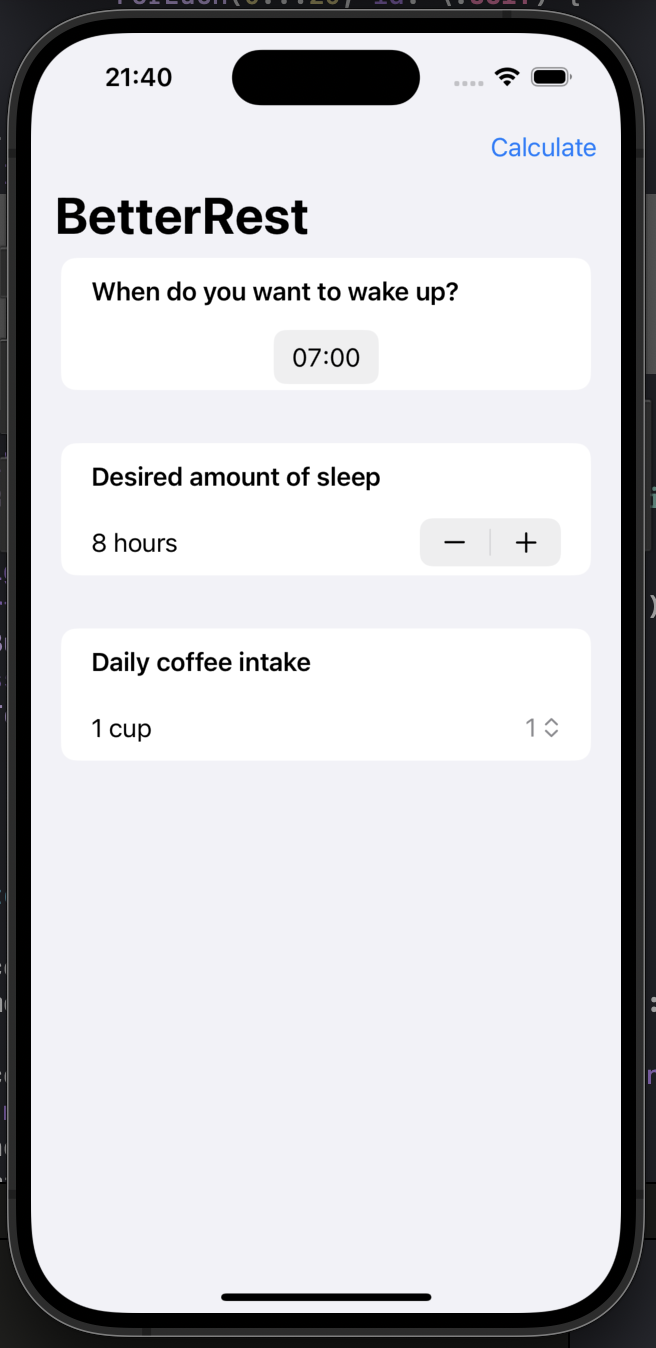 21:40
Calculate
BetterRest
When do you want to wake up?
07:00
Desired amount of sleep
8 hours
Daily coffee intake
1 cup
1